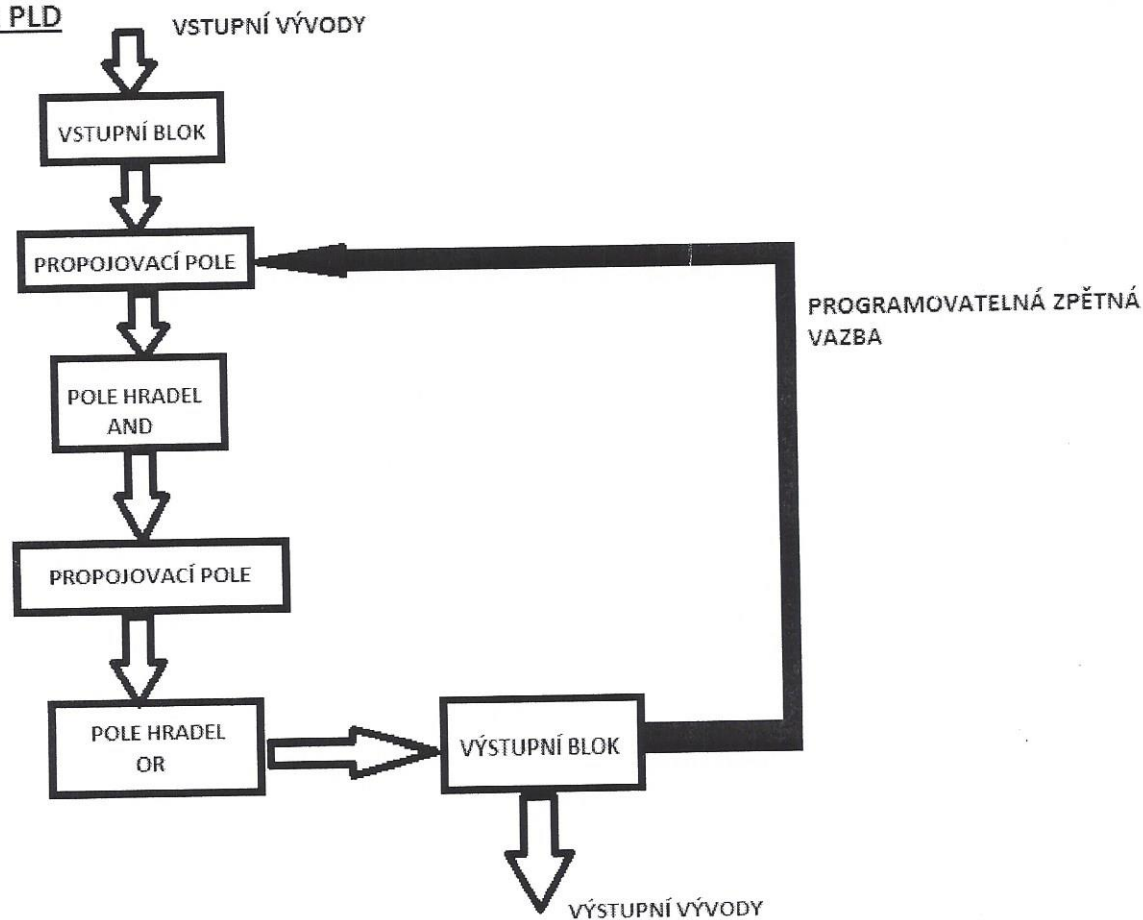 PLD
VSTUPNÍ VÝVODY
VSTUPNÍ BLOK
PROPOJOVACÍ POLE
PROGRAMOVATELNÁ ZPĚTNÁ
VAZBA
POLE HRADEL
AND
PROPOJOVACÍ POLE
POLE HRADEL
OR
VÝSTUPNÍ BLOK
VÝSTUPNÍ VÝVODY